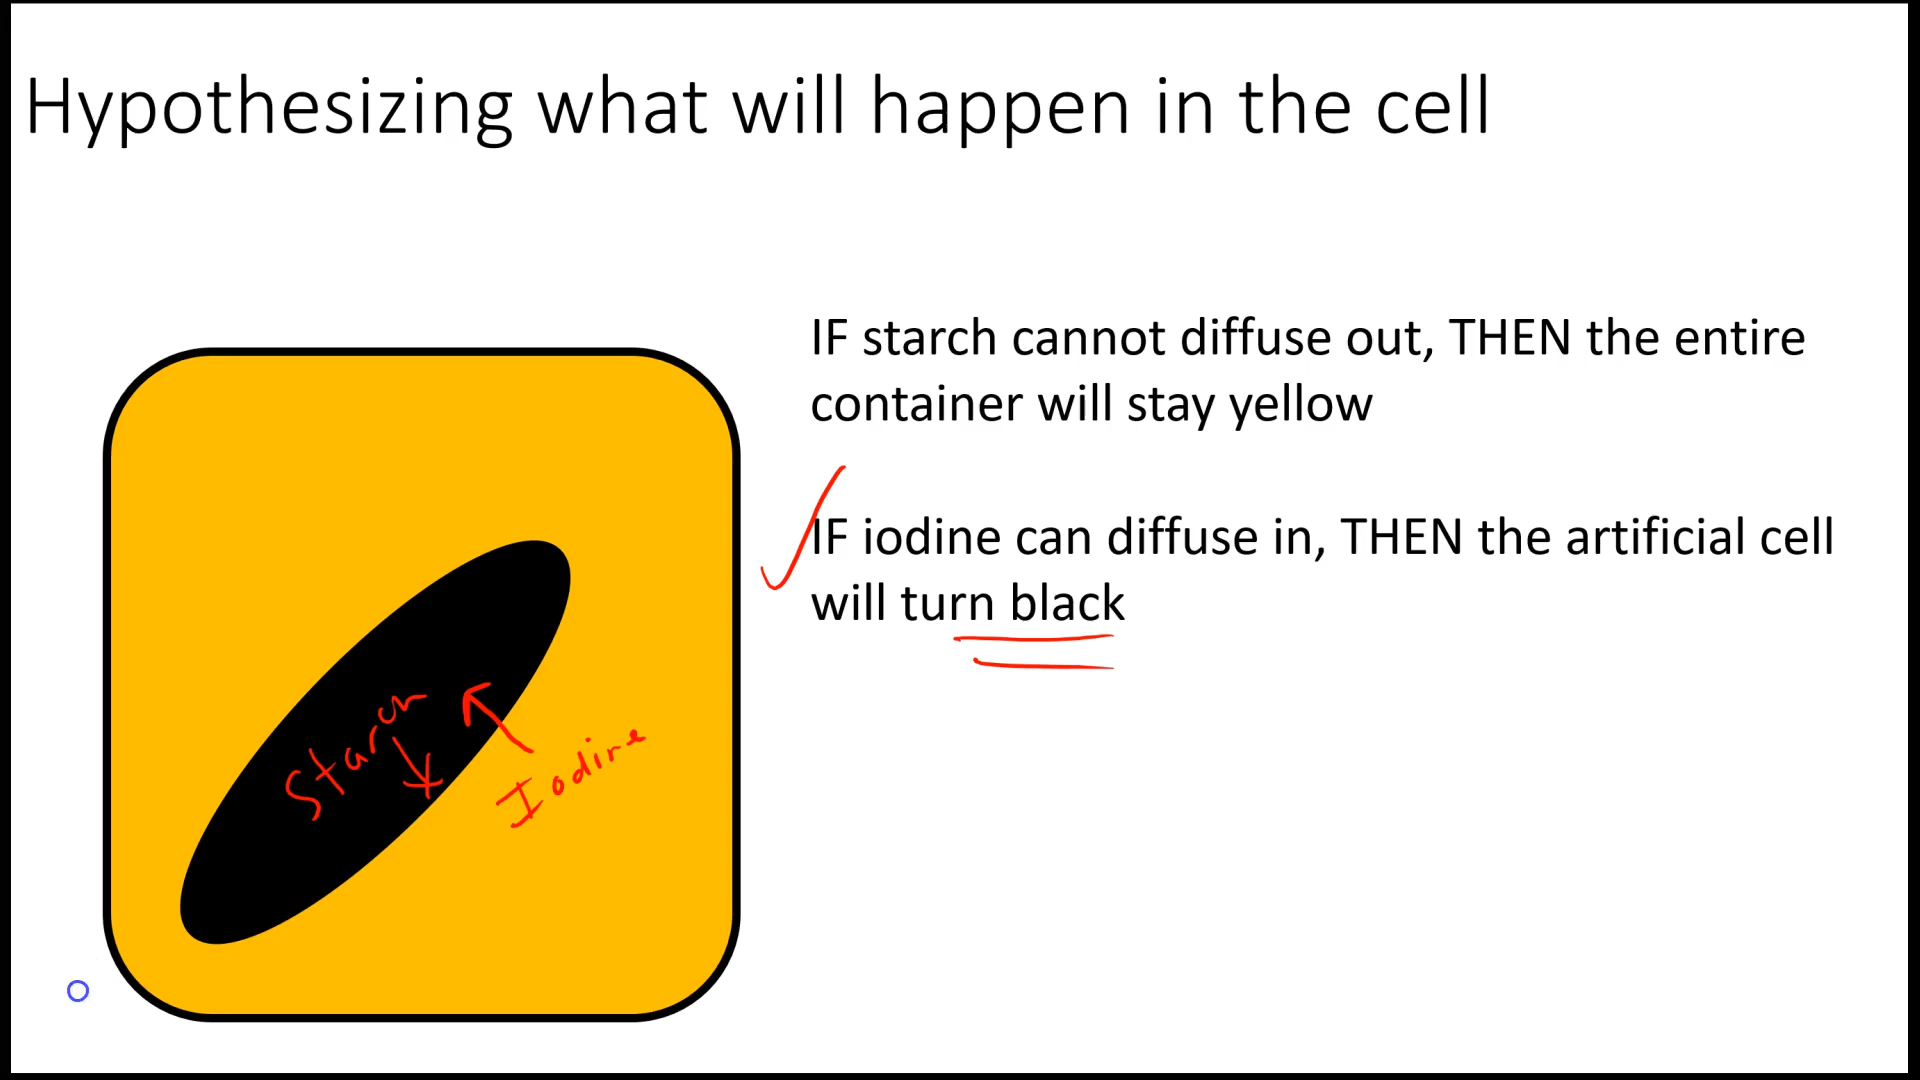 Hypothesizing what will happen in the cell
IF starch cannot diffuse out, THEN the entire
container will stay yellow
IF iodine can diffuse in, THEN the artificial cell
will turn black
Starch
Iodine